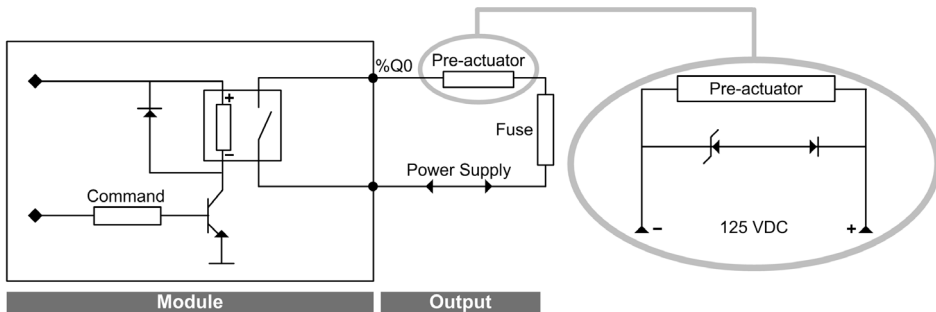 %Q0
Pre-actuator
Pre-actuator
+
Fuse
−
Power Supply
Command
− 125 VDC +
Module
Output